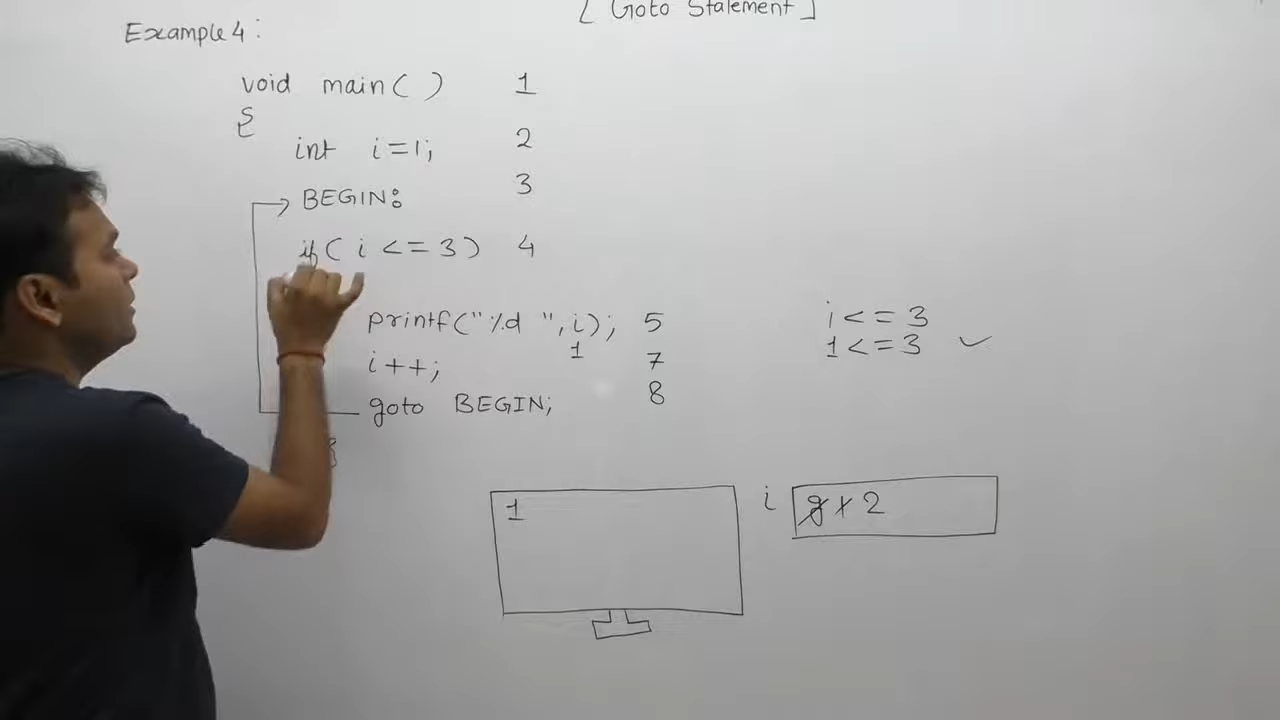 [ Goto Statement ]
Example 4 :
void main( ) 1
{
int i=1; 2
BEGIN: 3
if( i <= 3) 4
printf("%d ",i); 5
1
i++; 7
goto BEGIN; 8
}
i <= 3
1 <= 3 ✓
1
i g 1 2